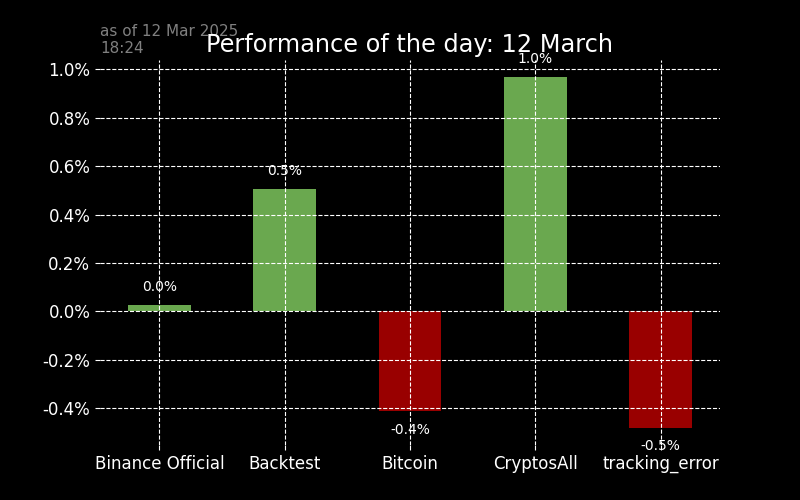 as of 12 Mar 2025
18:24
Performance of the day: 12 March
1.0%
1.0%
0.8%
0.6%
0.5%
0.4%
0.2%
0.0%
0.0%
-0.2%
-0.4%
-0.4%
-0.5%
Binance Official
Backtest
Bitcoin
CryptosAll
tracking_error